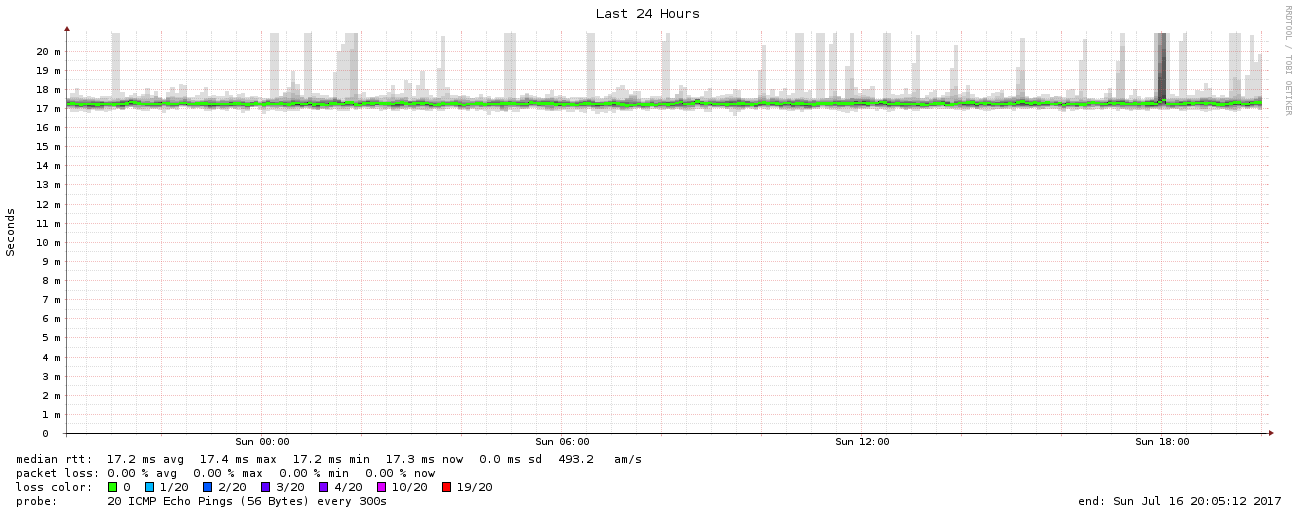 Last 24 Hours
RRDTOOL / TOBI OETIKER
Seconds
20 m
19 m
18 m
17 m
16 m
15 m
14 m
13 m
12 m
11 m
10 m
9 m
8 m
7 m
6 m
5 m
4 m
3 m
2 m
1 m
0
Sun 00:00 Sun 06:00 Sun 12:00 Sun 18:00
median rtt: 17.2 ms avg 17.4 ms max 17.2 ms min 17.3 ms now 0.0 ms sd 493.2 am/s
packet loss: 0.00 % avg 0.00 % max 0.00 % min 0.00 % now
loss color: 0 1/20 2/20 3/20 4/20 10/20 19/20
probe: 20 ICMP Echo Pings (56 Bytes) every 300s end: Sun Jul 16 20:05:12 2017